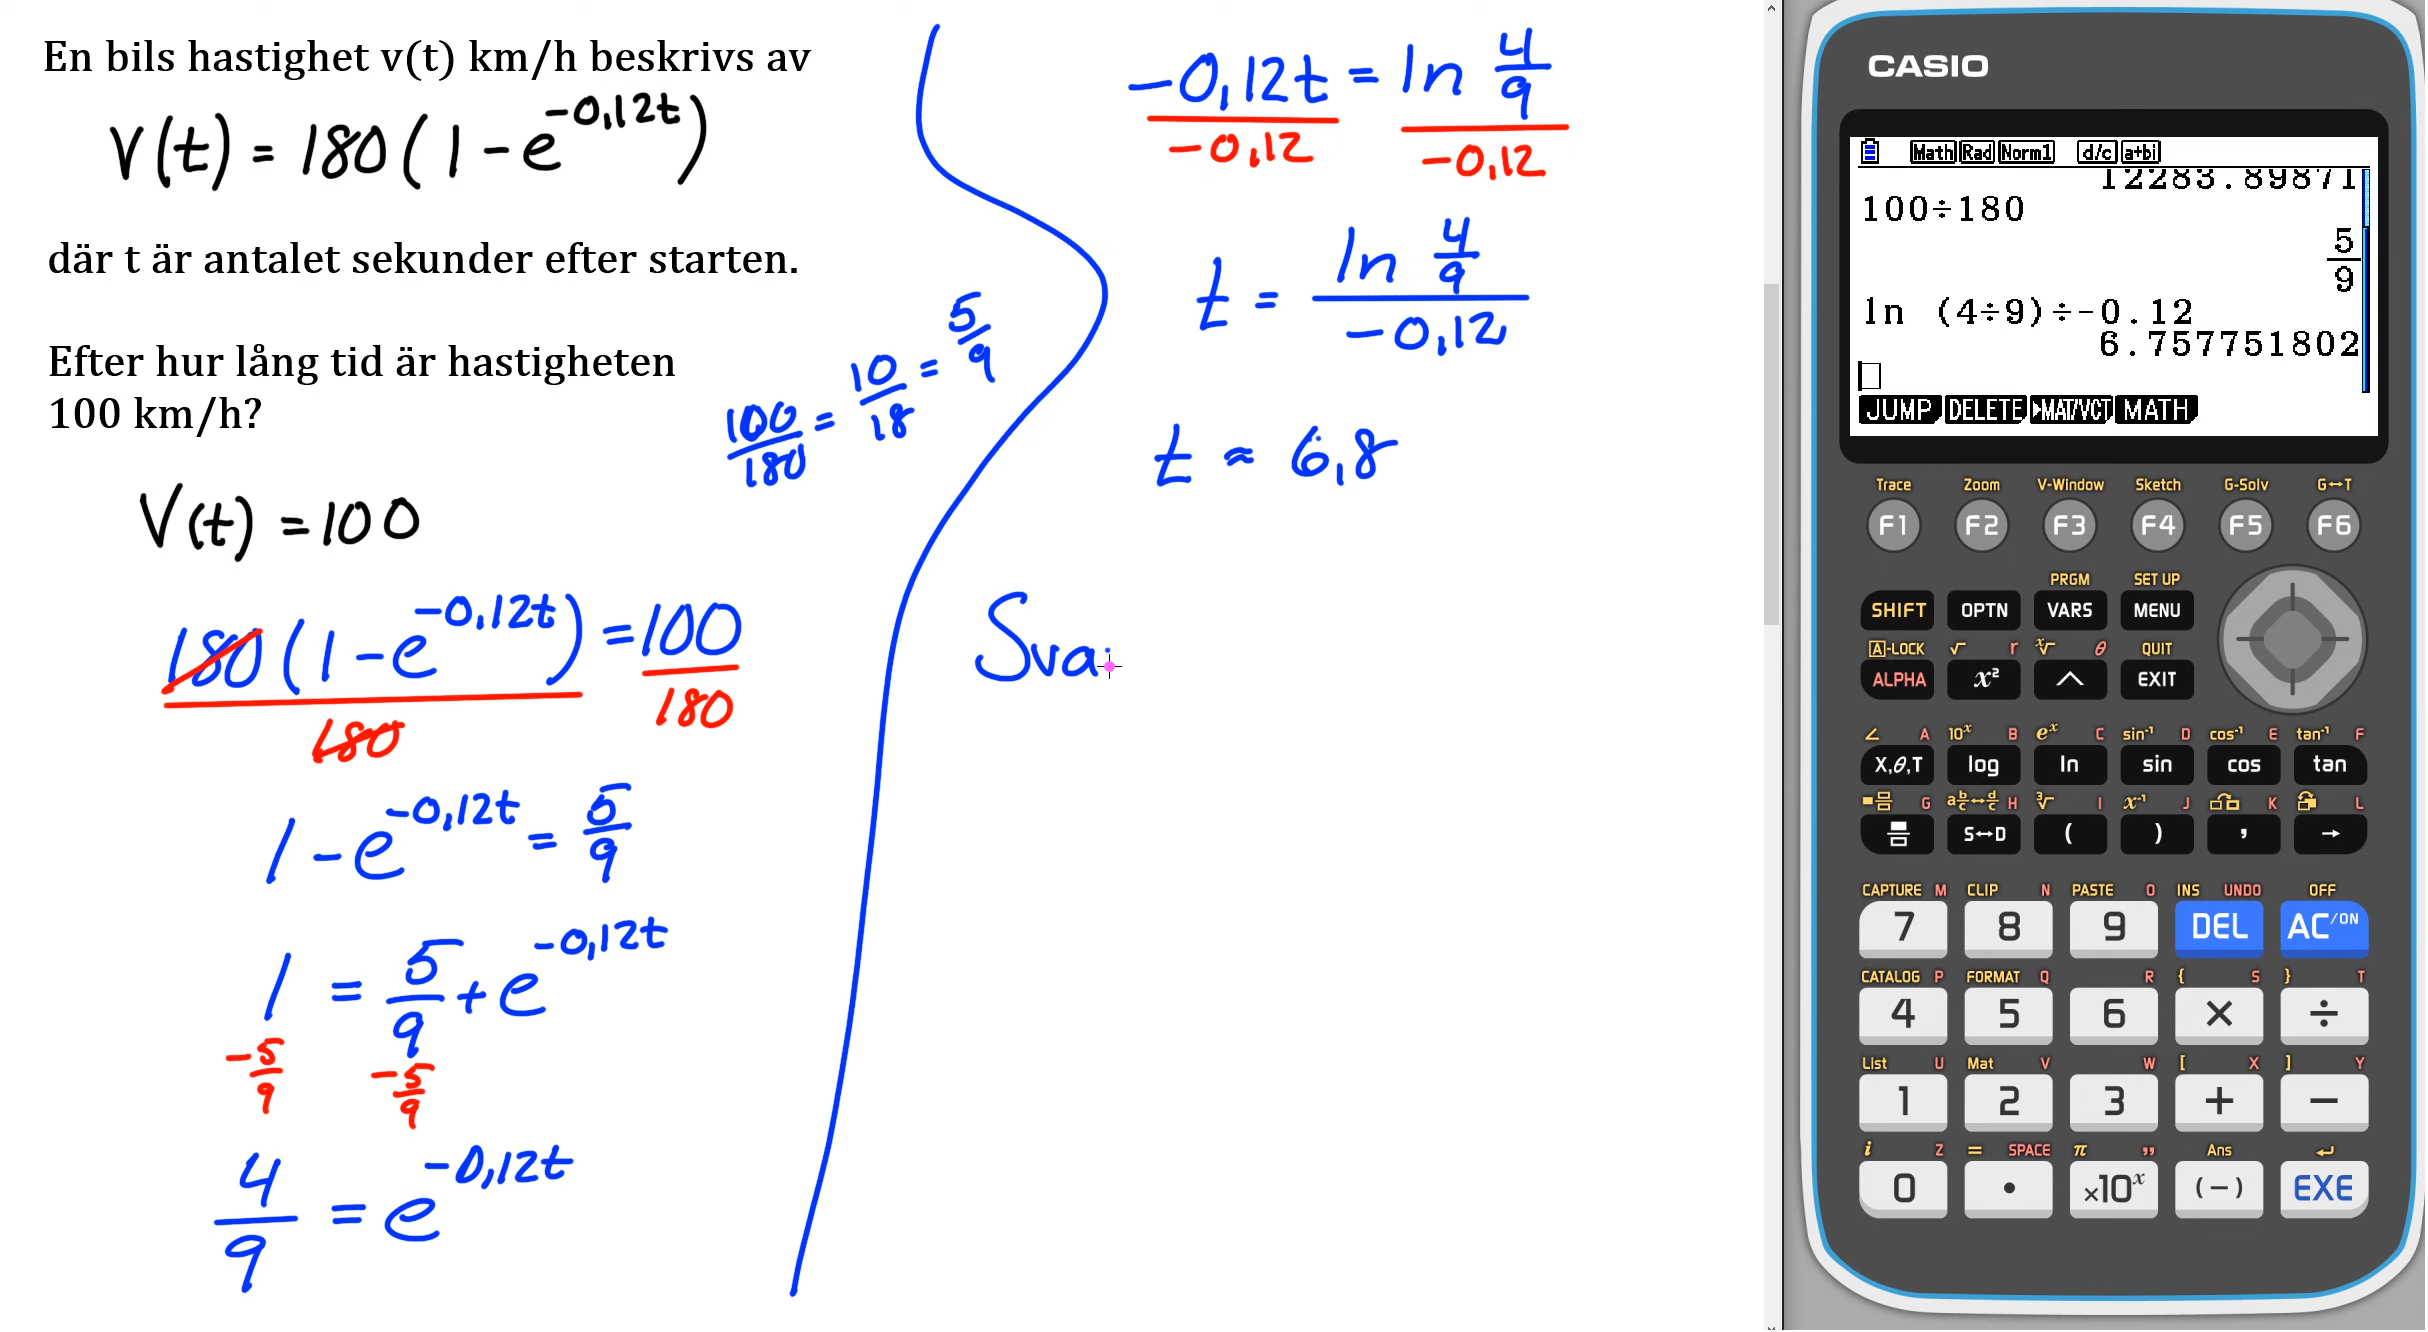 En bils hastighet v(t) km/h beskrivs av
V(t) = 180(1-e^-0,12t)
där t är antalet sekunder efter starten.
Efter hur lång tid är hastigheten
100 km/h?
100/180 = 10/18 = 5/9
V(t) = 100
180(1-e^-0,12t)/180 = 100/180
1-e^-0,12t = 5/9
1 = 5/9 + e^-0,12t
-5/9 -5/9
4/9 = e^-0,12t
-0,12t/-0,12 = ln 4/9 /-0,12
t = ln 4/9 /-0,12
t ≈ 6,8
Sva
CASIO
Math Rad Norm1 d/c a+bi
12283.89871
100÷180
5/9
ln (4÷9)÷-0.12
6.757751802
JUMP DELETE ▶MAT/VCT MATH
Trace Zoom V-Window Sketch G-Solv G↔T
F1 F2 F3 F4 F5 F6
PRGM SET UP
SHIFT OPTN VARS MENU
A-LOCK √ r ˣ√ θ QUIT
ALPHA x² ^ EXIT
∠ A 10ˣ B eˣ C sin⁻¹ D cos⁻¹ E tan⁻¹ F
X,θ,T log ln sin cos tan
G a b/c↔d/c H ³√ I x⁻¹ J K L
S↔D ( ) , →
CAPTURE M CLIP N PASTE O INS UNDO OFF
7 8 9 DEL AC/ON
CATALOG P FORMAT Q R { S } T
4 5 6 × ÷
List U Mat V W [ X ] Y
1 2 3 + −
i Z = SPACE π " Ans ↵
0 • ×10ˣ (−) EXE